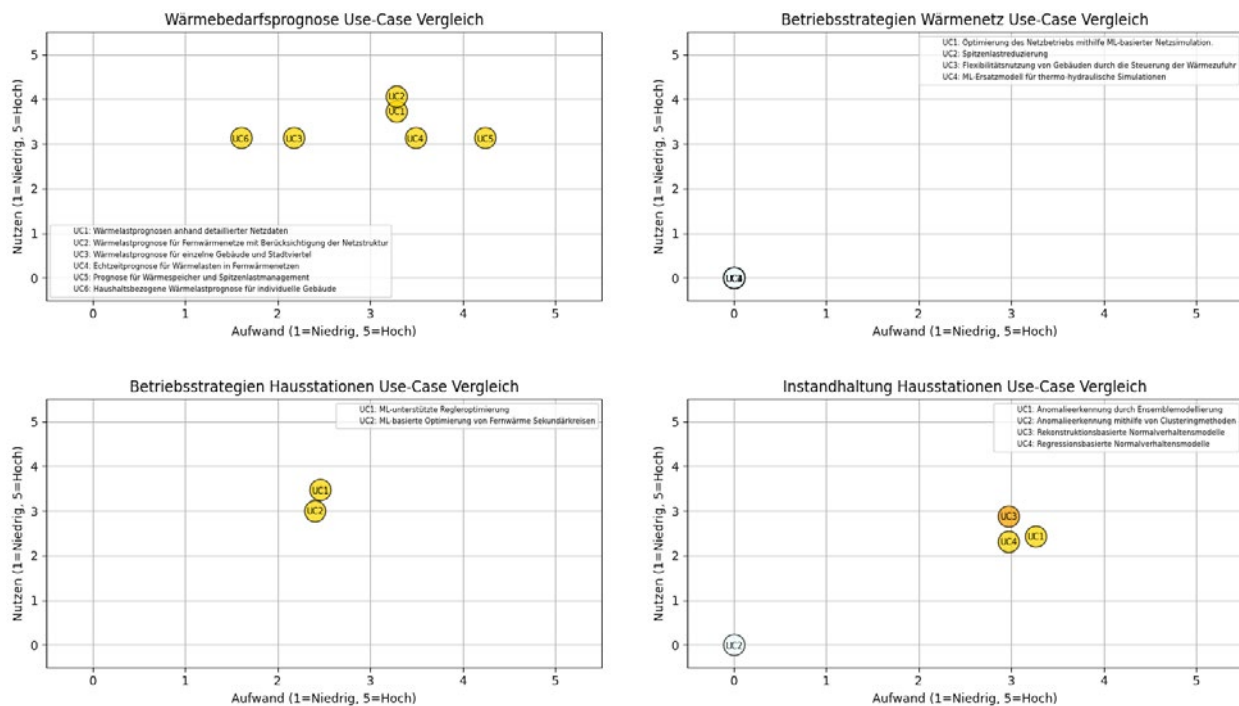 Wärmebedarfsprognose Use-Case Vergleich
Nutzen (1=Niedrig, 5=Hoch)
5
4
3
2
1
0
UC2
UC1
UC6
UC3
UC4
UC5
UC1: Wärmelastprognosen anhand detaillierter Netzdaten
UC2: Wärmelastprognose für Fernwärmenetze mit Berücksichtigung der Netzstruktur
UC3: Wärmelastprognose für einzelne Gebäude und Stadtviertel
UC4: Echtzeitprognose für Wärmelasten in Fernwärmenetzen
UC5: Prognose für Wärmespeicher und Spitzenlastmanagement
UC6: Haushaltsbezogene Wärmelastprognose für individuelle Gebäude
0 1 2 3 4 5
Aufwand (1=Niedrig, 5=Hoch)
Betriebsstrategien Wärmenetz Use-Case Vergleich
Nutzen (1=Niedrig, 5=Hoch)
5
4
3
2
1
0
UC1: Optimierung des Netzbetriebs mithilfe ML-basierter Netzsimulation.
UC2: Spitzenlastreduzierung
UC3: Flexibilitätsnutzung von Gebäuden durch die Steuerung der Wärmezufuhr
UC4: ML-Ersatzmodell für thermo-hydraulische Simulationen
0 1 2 3 4 5
Aufwand (1=Niedrig, 5=Hoch)
Betriebsstrategien Hausstationen Use-Case Vergleich
Nutzen (1=Niedrig, 5=Hoch)
5
4
3
2
1
0
UC1: ML-unterstützte Regleroptimierung
UC2: ML-basierte Optimierung von Fernwärme Sekundärkreisen
UC1
UC2
0 1 2 3 4 5
Aufwand (1=Niedrig, 5=Hoch)
Instandhaltung Hausstationen Use-Case Vergleich
Nutzen (1=Niedrig, 5=Hoch)
5
4
3
2
1
0
UC1: Anomalieerkennung durch Ensemblemodellierung
UC2: Anomalieerkennung mithilfe von Clusteringmethoden
UC3: Rekonstruktionsbasierte Normalverhaltensmodelle
UC4: Regressionsbasierte Normalverhaltensmodelle
UC3
UC4
UC1
UC2
0 1 2 3 4 5
Aufwand (1=Niedrig, 5=Hoch)